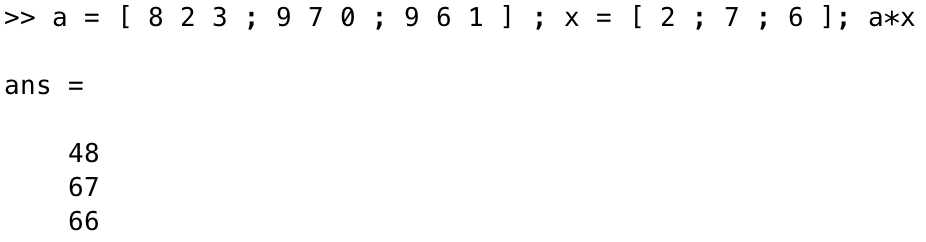 >> a = [ 8 2 3 ; 9 7 0 ; 9 6 1 ] ; x = [ 2 ; 7 ; 6 ]; a*x
ans =
48
67
66